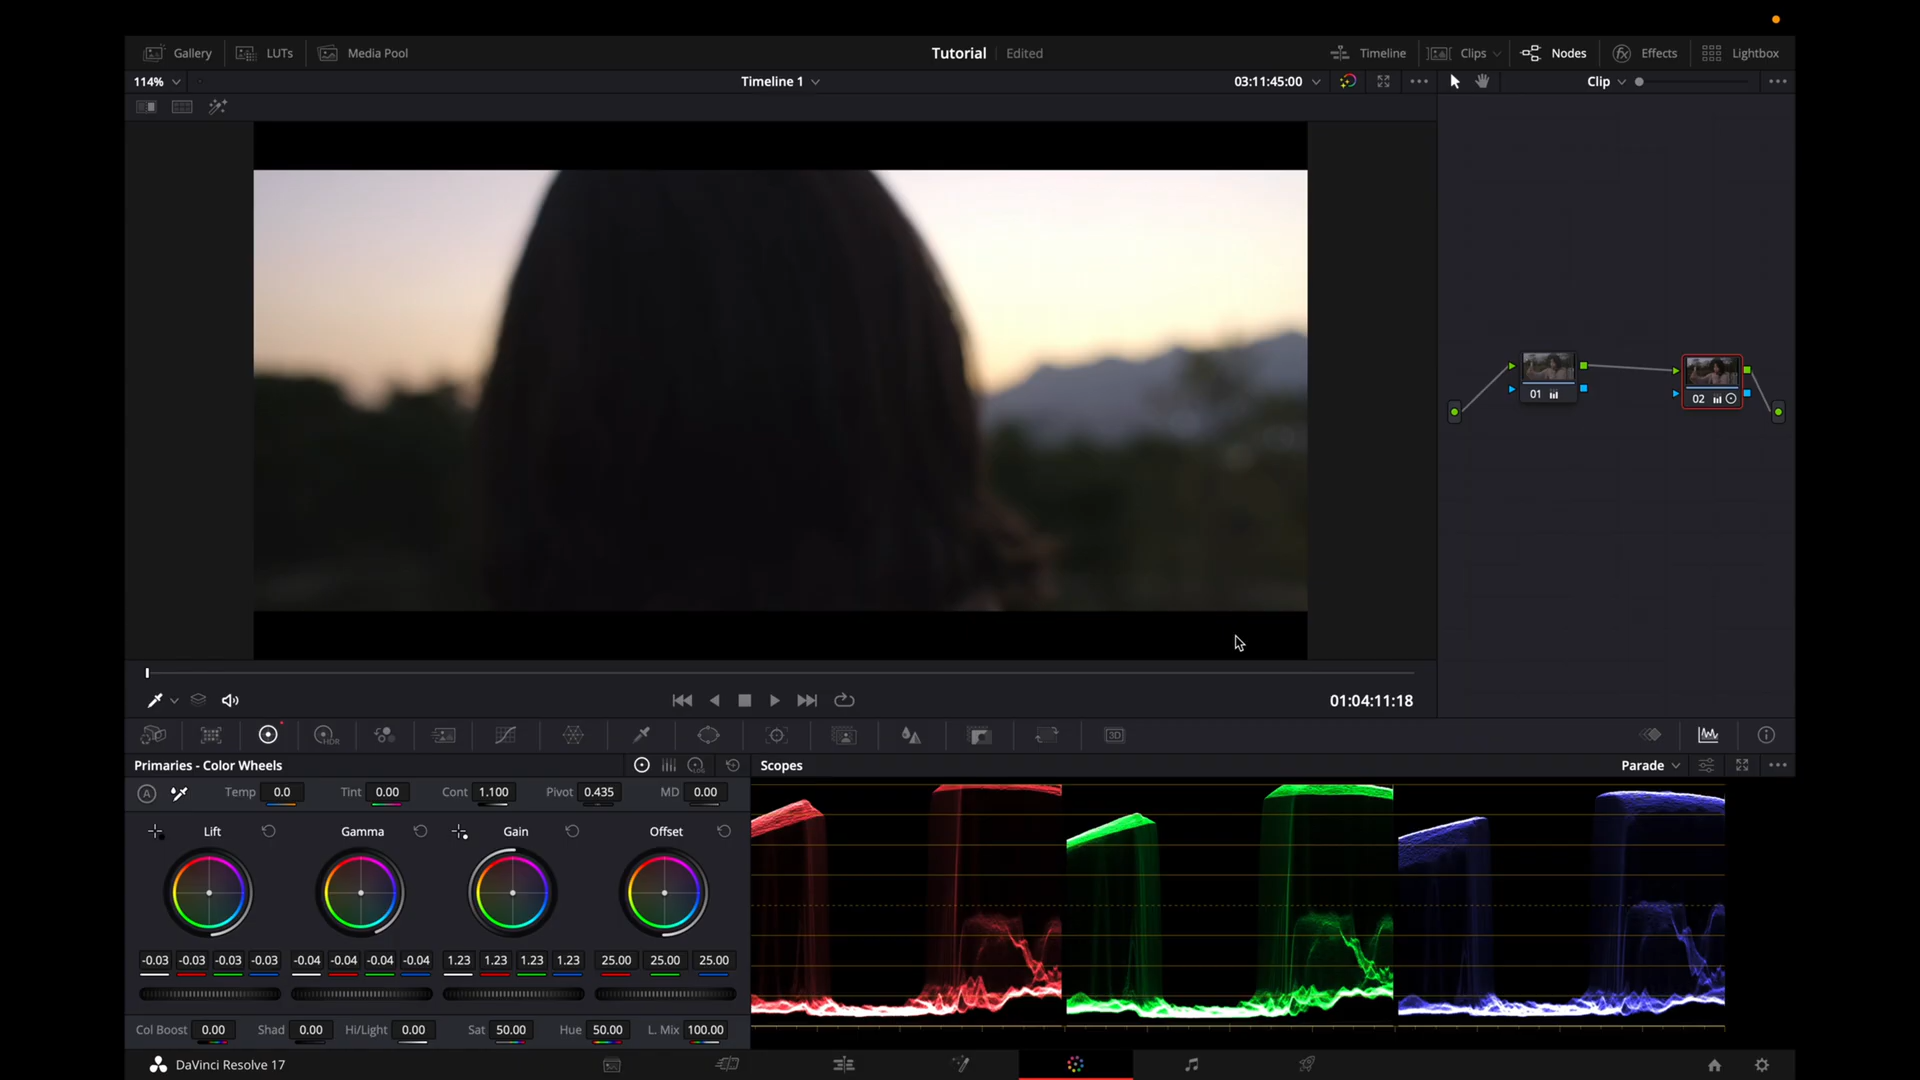 Gallery LUTs Media Pool Tutorial Edited Timeline Clips Nodes Effects Lightbox
114% Timeline 1 03:11:45:00 Clip
01
02
01:04:11:18
HDR 3D
Primaries - Color Wheels LOG Scopes Parade
A Temp 0.0 Tint 0.00 Cont 1.100 Pivot 0.435 MD 0.00
Lift Gamma Gain Offset
-0.03 -0.03 -0.03 -0.03 -0.04 -0.04 -0.04 -0.04 1.23 1.23 1.23 1.23 25.00 25.00 25.00
Col Boost 0.00 Shad 0.00 Hi/Light 0.00 Sat 50.00 Hue 50.00 L. Mix 100.00
DaVinci Resolve 17